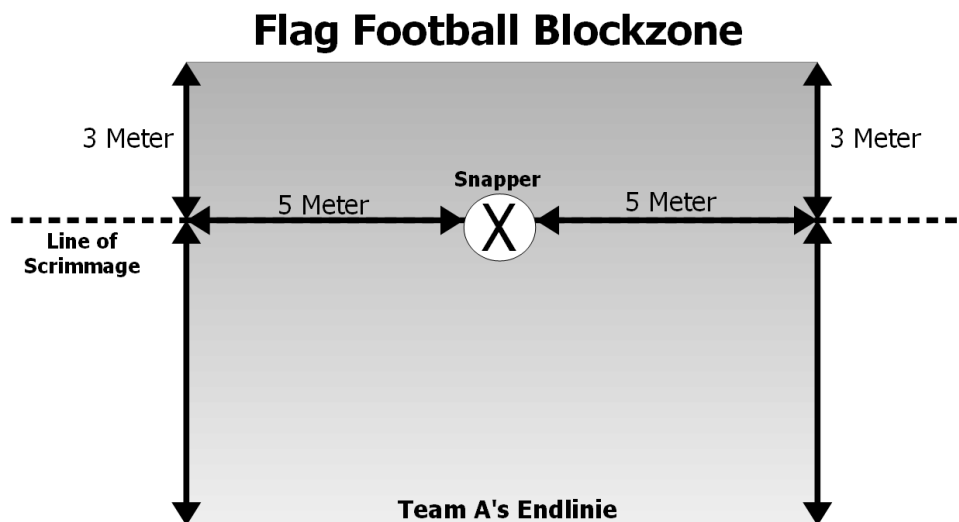 Flag Football Blockzone
3 Meter
3 Meter
Snapper
5 Meter
5 Meter
X
Line of
Scrimmage
Team A's Endlinie